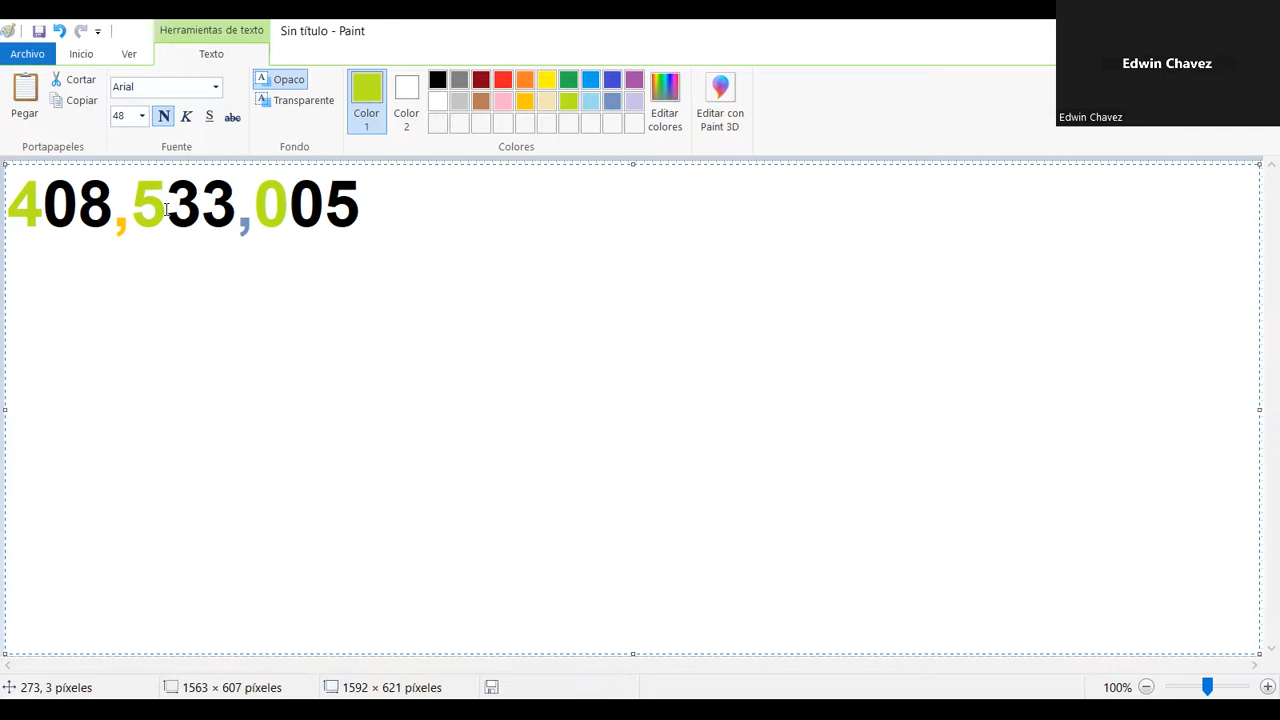 Herramientas de texto Sin título - Paint
Archivo Inicio Ver Texto
Edwin Chavez
Edwin Chavez
Pegar
Cortar
Copiar
Portapapeles
Arial
48 N K S abc
Fuente
Opaco
Transparente
Fondo
Color 1
Color 2
Editar colores
Colores
Editar con Paint 3D
408,533,005
273, 3 píxeles 1563 × 607 píxeles 1592 × 621 píxeles 100%